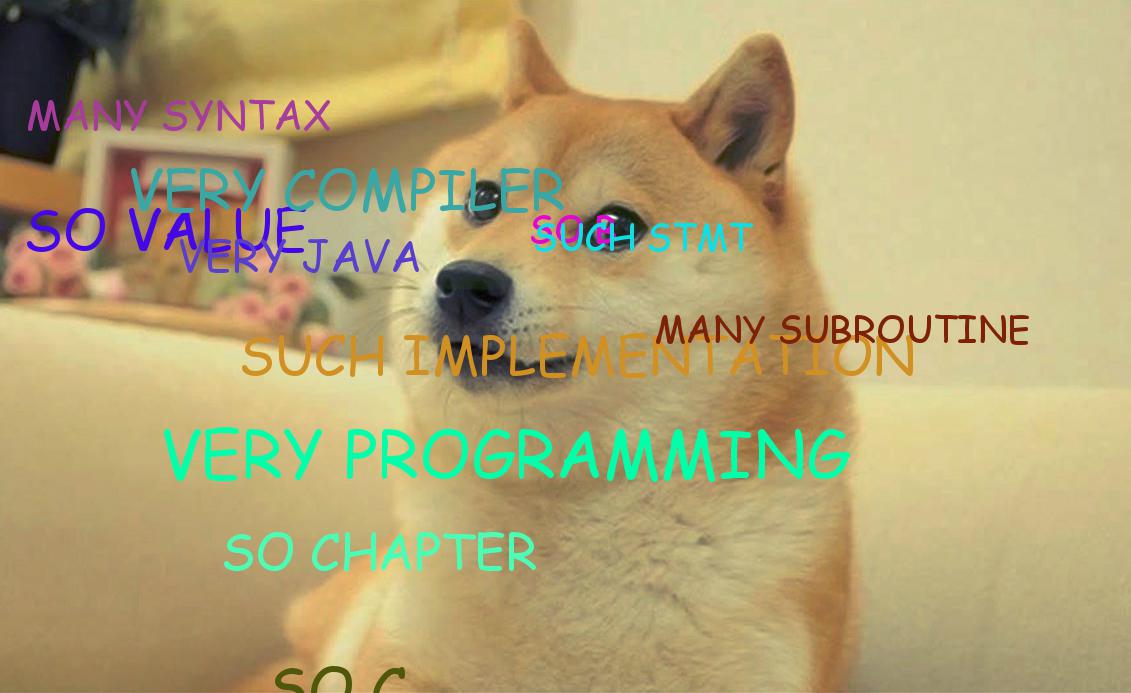 MANY SYNTAX
VERY COMPILER
SO VALUE
SO
SUCH STMT
VERY JAVA
MANY SUBROUTINE
SUCH IMPLEMENTATION
VERY PROGRAMMING
SO CHAPTER
SO C